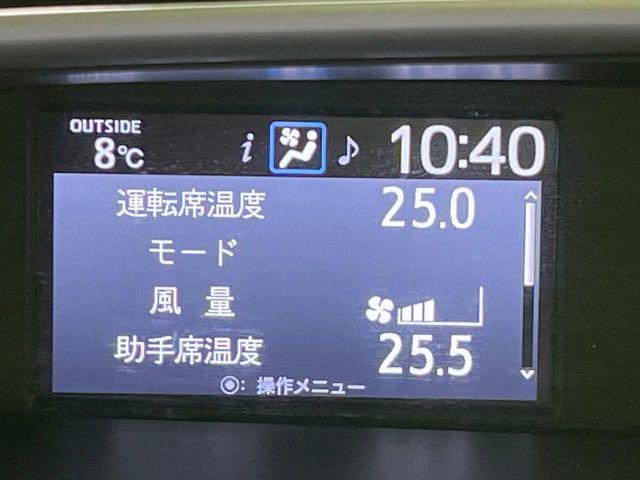 OUTSIDE
8℃ i ♪ 10:40
運転席温度 25.0
モード
風量
助手席温度 25.5
◉: 操作メニュー